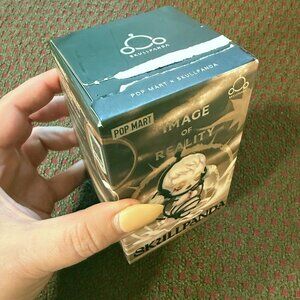 SKULLPANDA
POP MART × SKULLPANDA
POP MART
IMAGE
OF
REALITY
SKULLPANDA